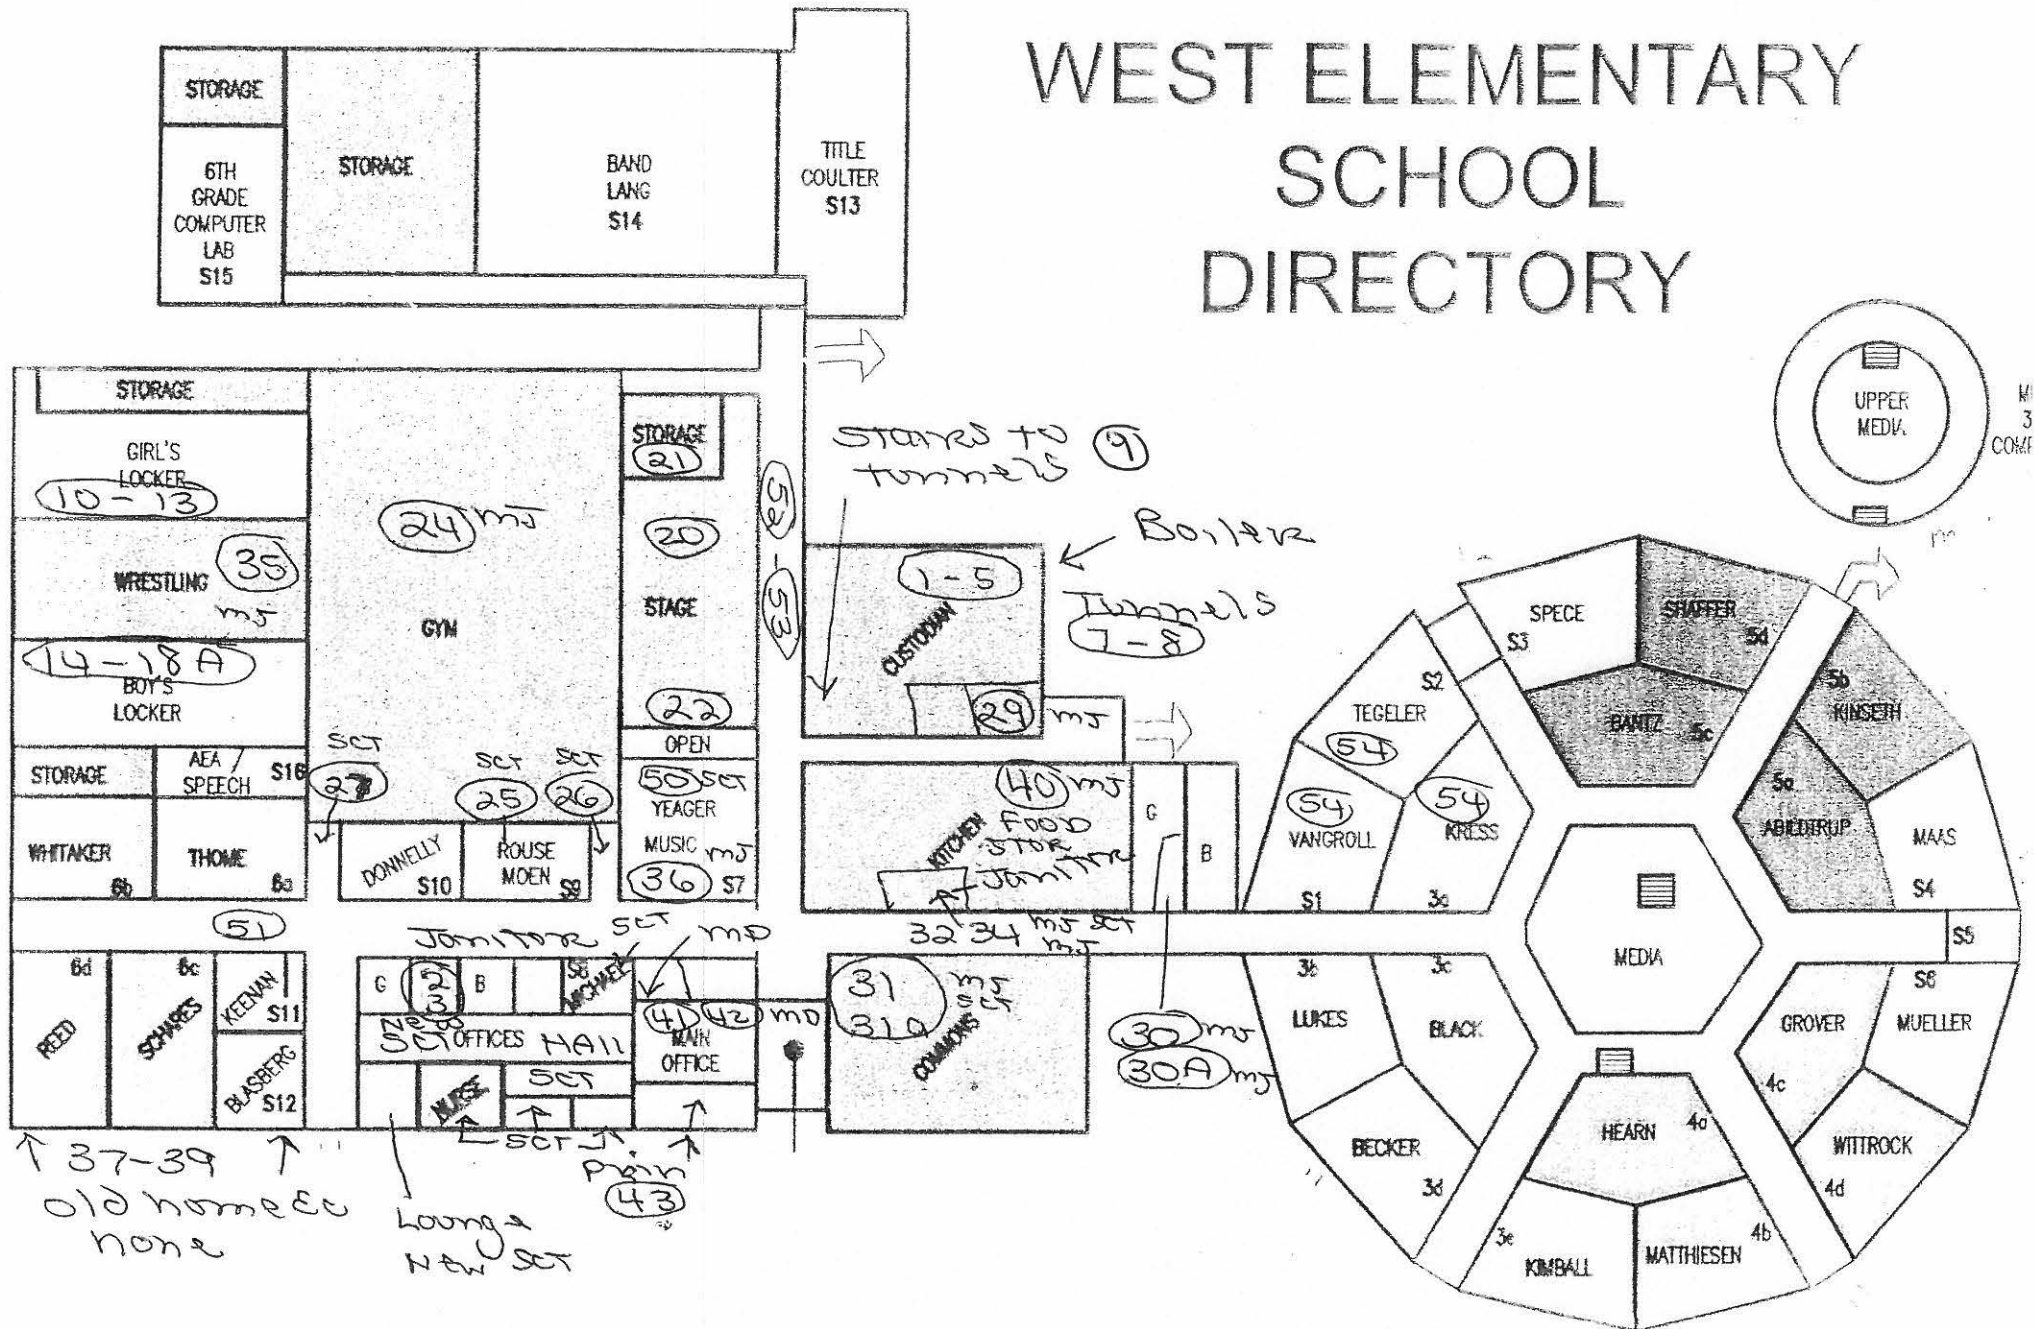 WEST ELEMENTARY
SCHOOL
DIRECTORY
STORAGE
6TH
GRADE
COMPUTER
LAB
S15
STORAGE
BAND
LANG
S14
TITLE
COULTER
S13
UPPER
MEDIA
STORAGE
GIRL'S
LOCKER
10-13
WRESTLING
35
MJ
14-18A
BOY'S
LOCKER
STORAGE
AEA /
SPEECH
S16
WHITAKER
6b
THOME
6a
24 MJ
GYM
SCT
27
SCT
25
SCT
26
DONNELLY
S10
ROUSE
MOEN
S9
STORAGE
21
20
STAGE
22
OPEN
50 SCT
YEAGER
MUSIC MJ
36 S7
52-53
Stairs to
tunnels 9
Boilers
Tunnels
7-8
1-5
CUSTODIAN
29 MJ
40 MJ
FOOD
STOR
Janitor
KITCHEN
G
B
32 34 MJ SCT
MJ
30 MJ
30A MJ
31 MJ
31A SCT
COMMONS
51
6d
REED
6c
SCHARES
KEENAN
S11
BLASBERG
S12
Janitor
SCT
MD
G
B
S8
MICHAEL
OFFICES HALL
41 42 MD
MAIN
OFFICE
NURSE
SCT
SCT
Prin
43
Lounge
New SCT
37-39
old home ec
none
SPECE
S3
SHAFFER
5d
TEGELER
S2
54
BANTZ
5c
5b
KINSETH
54
VANGROLL
S1
54
KRESS
3a
5a
ABILDTRUP
MAAS
S4
MEDIA
S5
3b
LUKES
3c
BLACK
BECKER
3d
3e
KIMBALL
HEARN
4a
4b
MATTHIESEN
GROVER
4c
S6
MUELLER
WITTROCK
4d